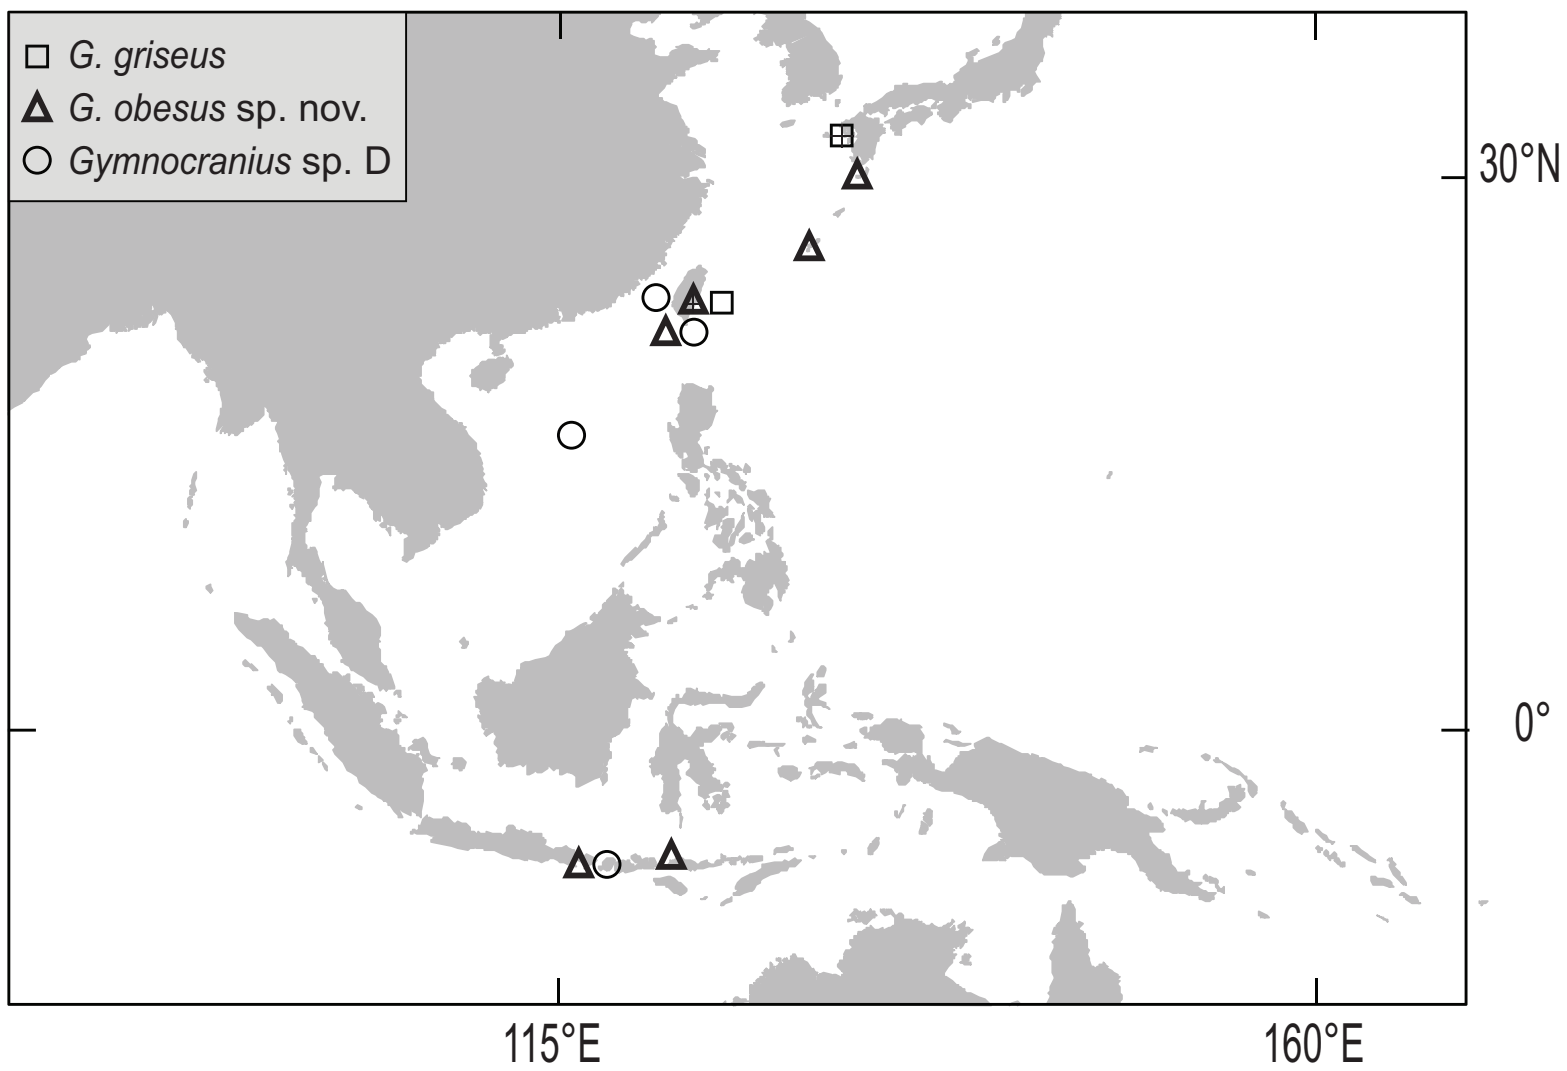 G. griseus
G. obesus sp. nov.
Gymnocranius sp. D
30°N
0°
115°E
160°E